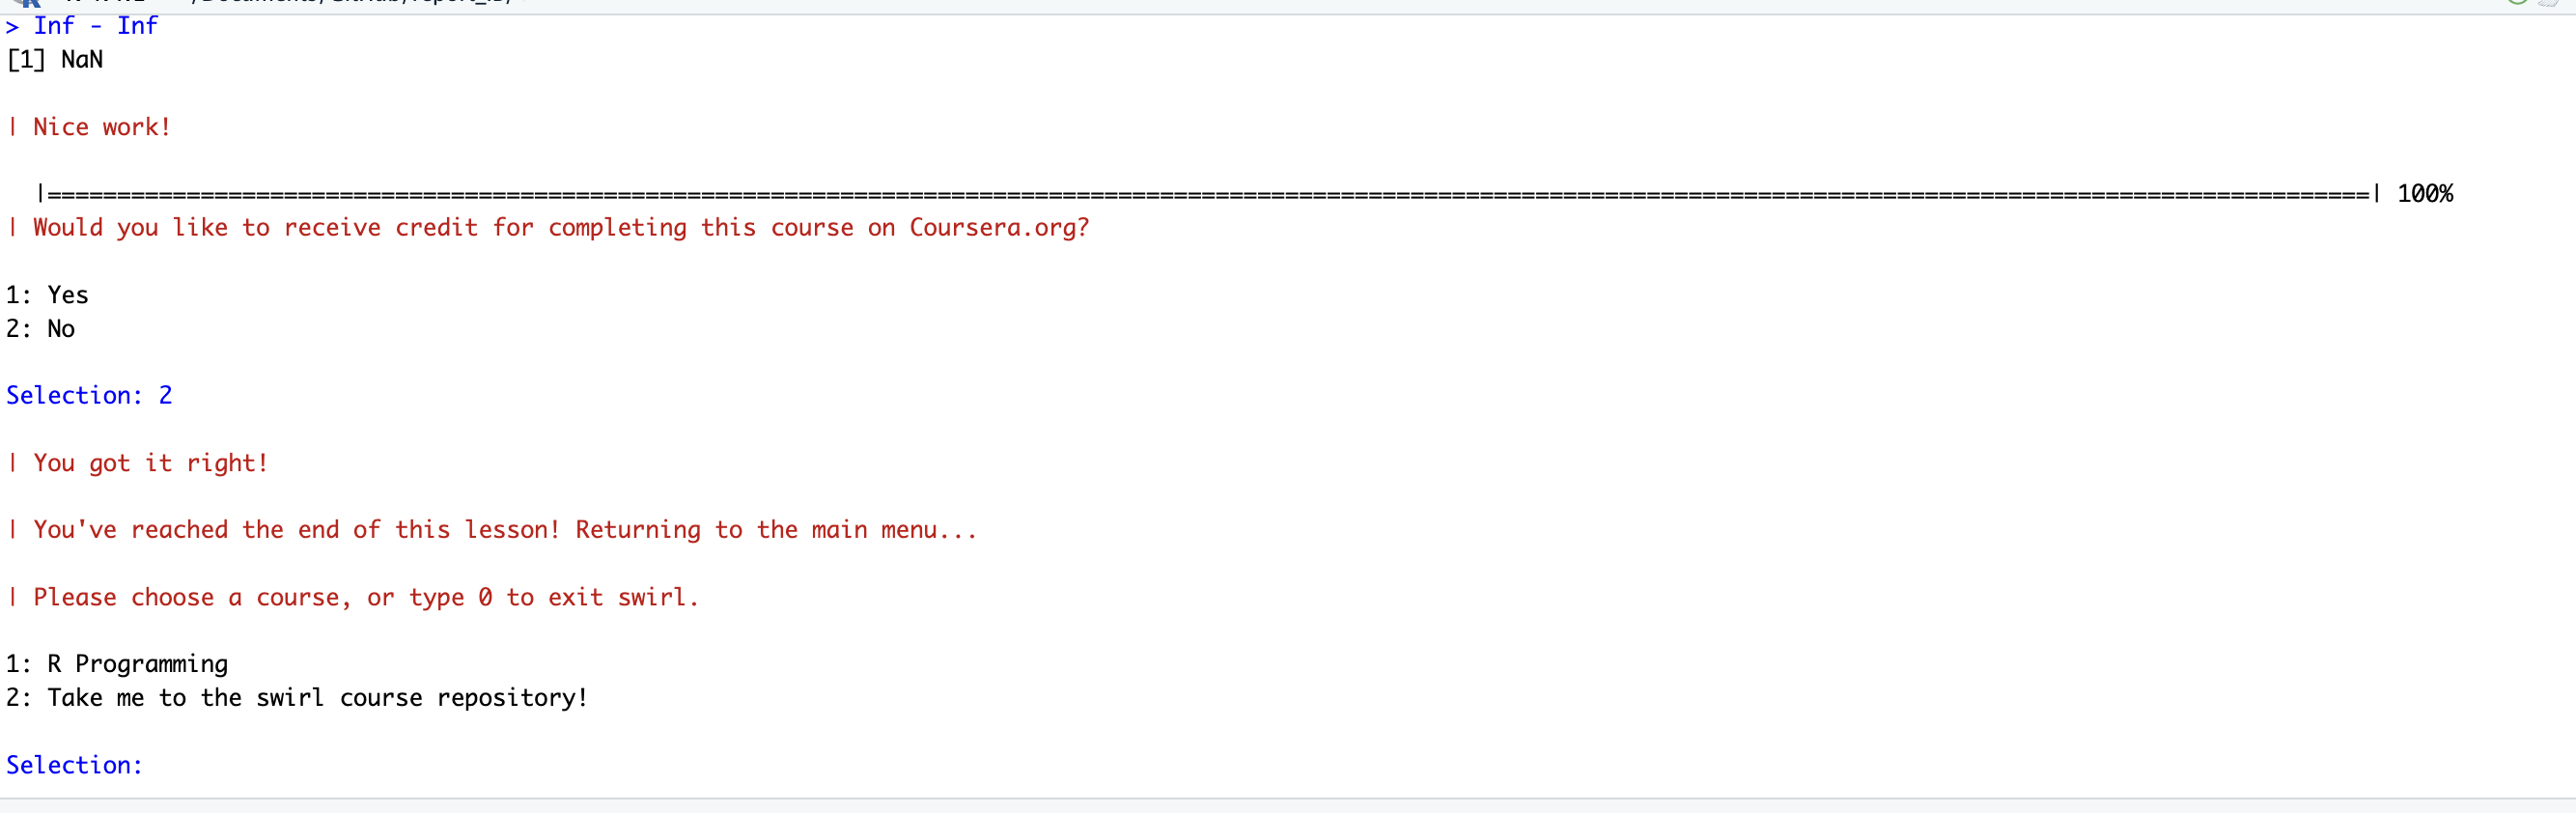 > Inf - Inf
[1] NaN
| Nice work!
|======================================================================================================================================================================| 100%
| Would you like to receive credit for completing this course on Coursera.org?
1: Yes
2: No
Selection: 2
| You got it right!
| You've reached the end of this lesson! Returning to the main menu...
| Please choose a course, or type 0 to exit swirl.
1: R Programming
2: Take me to the swirl course repository!
Selection: